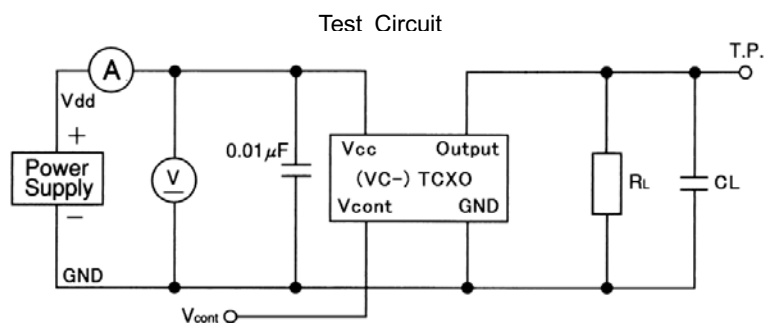 Test Circuit
T.P.
A
Vdd
+
Power
Supply
−
GND
V
0.01μF
Vcc Output
(VC-) TCXO
Vcont GND
RL
CL
Vcont